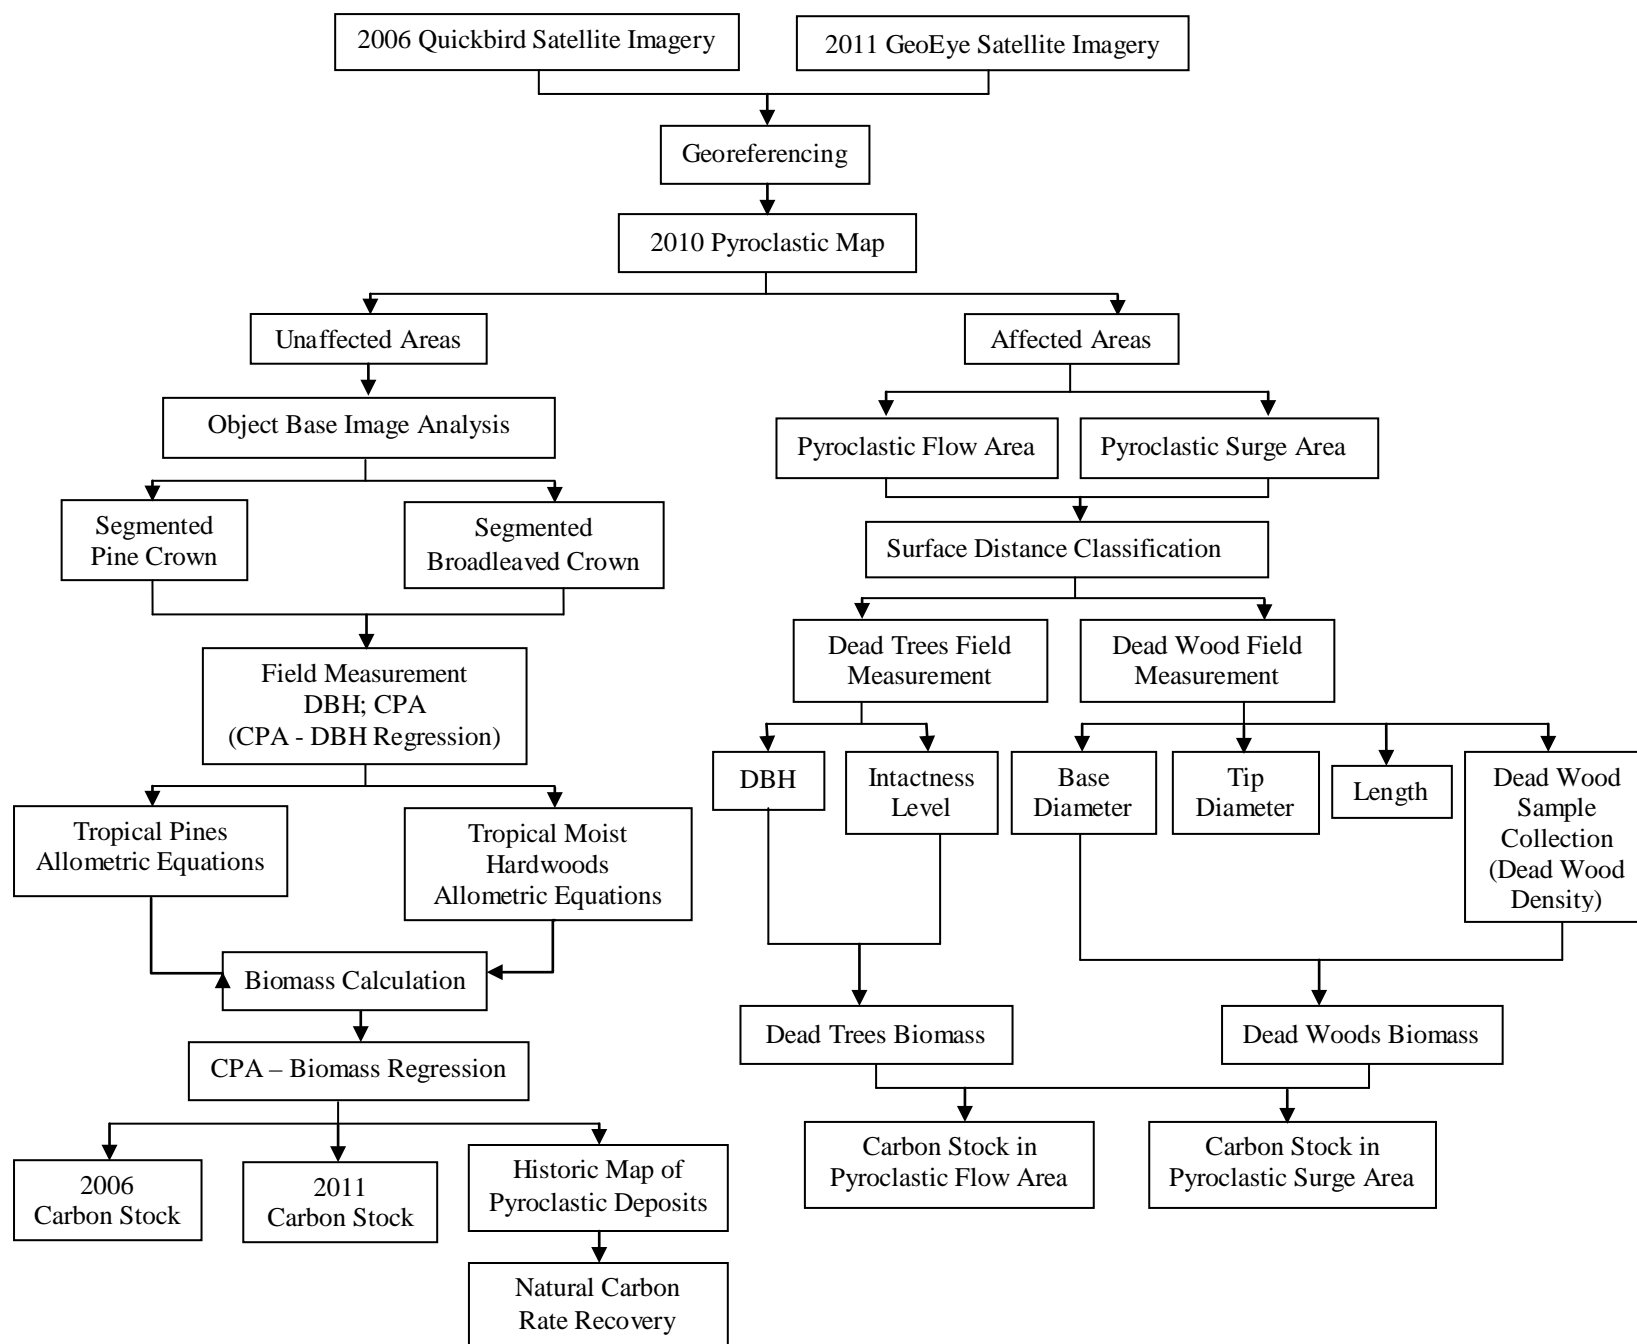 2006 Quickbird Satellite Imagery
2011 GeoEye Satellite Imagery
Georeferencing
2010 Pyroclastic Map
Unaffected Areas
Affected Areas
Object Base Image Analysis
Pyroclastic Flow Area
Pyroclastic Surge Area
Segmented
Pine Crown
Segmented
Broadleaved Crown
Surface Distance Classification
Field Measurement
DBH; CPA
(CPA - DBH Regression)
Dead Trees Field
Measurement
Dead Wood Field
Measurement
DBH
Intactness
Level
Base
Diameter
Tip
Diameter
Length
Dead Wood
Sample
Collection
(Dead Wood
Density)
Tropical Pines
Allometric Equations
Tropical Moist
Hardwoods
Allometric Equations
Biomass Calculation
Dead Trees Biomass
Dead Woods Biomass
CPA – Biomass Regression
2006
Carbon Stock
2011
Carbon Stock
Historic Map of
Pyroclastic Deposits
Carbon Stock in
Pyroclastic Flow Area
Carbon Stock in
Pyroclastic Surge Area
Natural Carbon
Rate Recovery